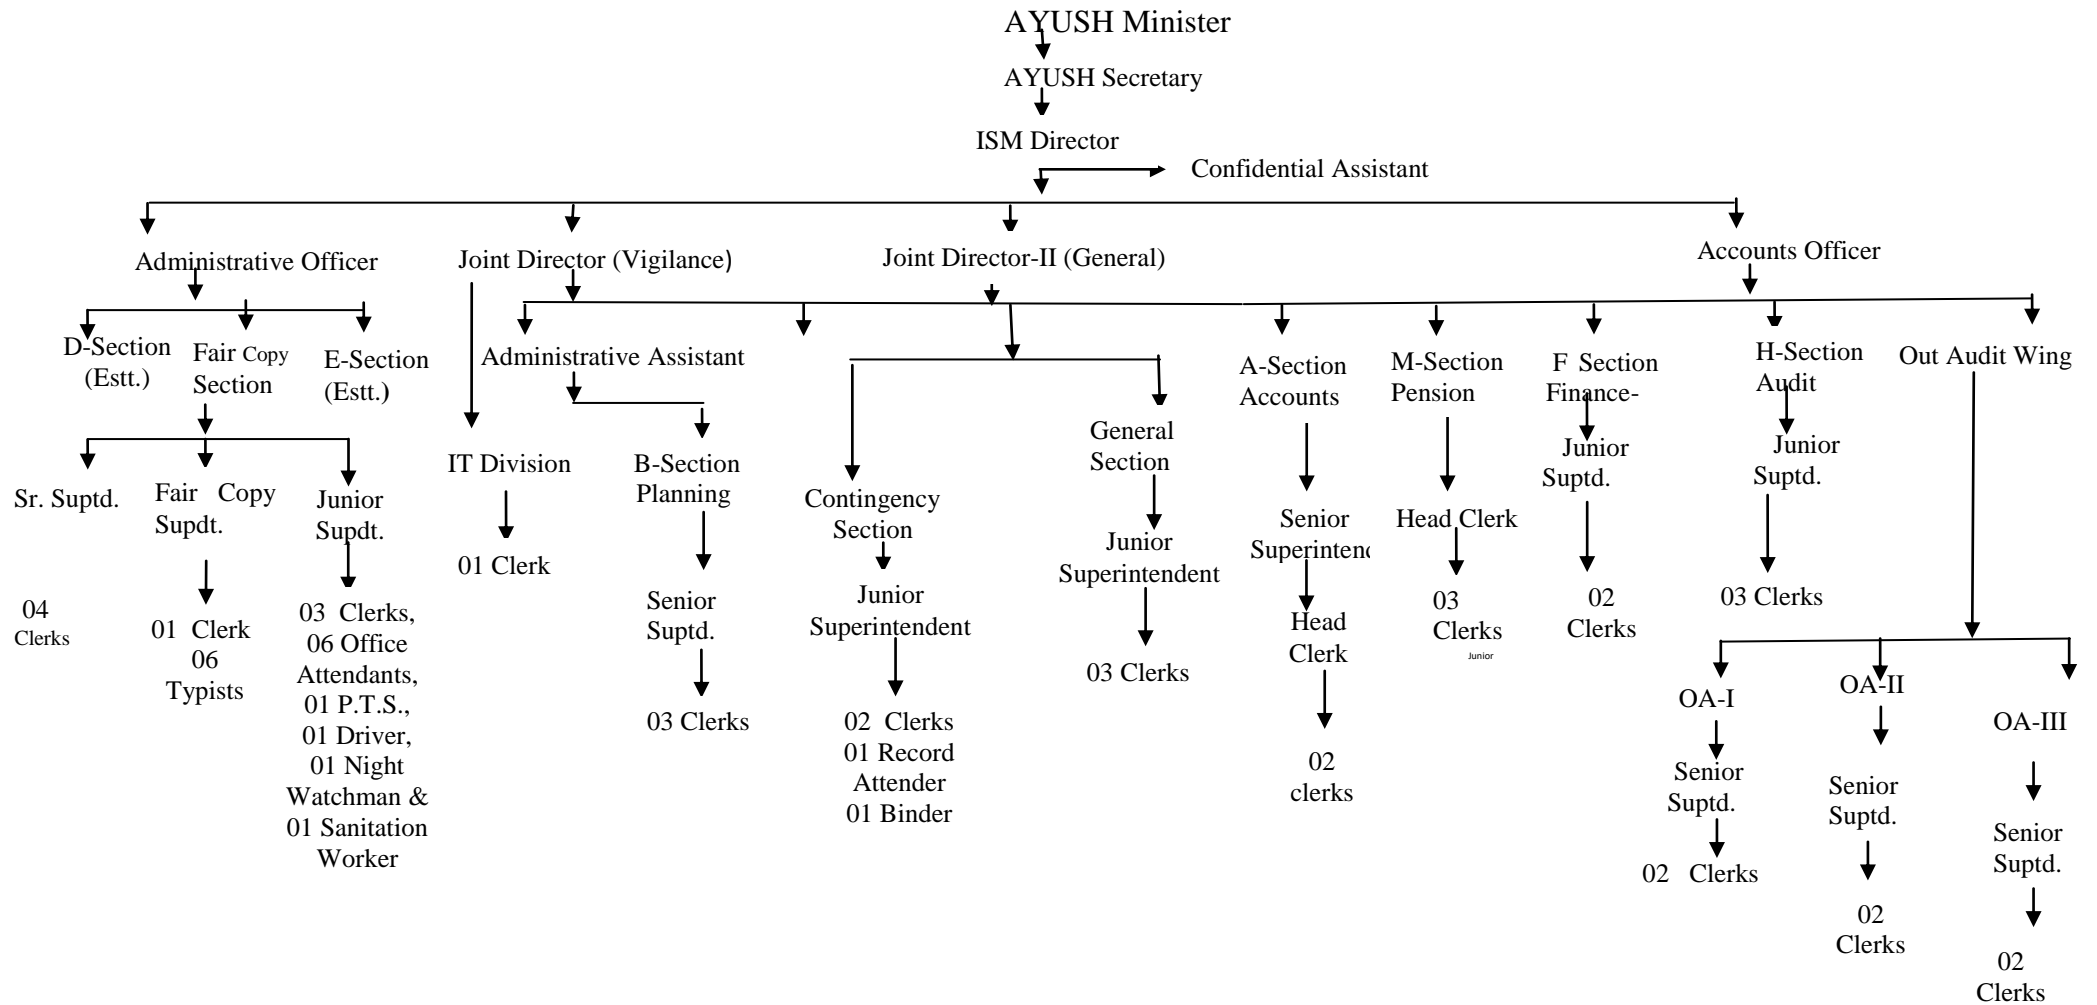 AYUSH Minister
AYUSH Secretary
ISM Director
Confidential Assistant
Administrative Officer
Joint Director (Vigilance)
Joint Director-II (General)
Accounts Officer
D-Section
(Estt.)
Fair Copy
Section
E-Section
(Estt.)
Administrative Assistant
A-Section
Accounts
M-Section
Pension
F Section
Finance-
H-Section
Audit
Out Audit Wing
Sr. Suptd.
Fair Copy
Supdt.
Junior
Supdt.
IT Division
B-Section
Planning
Contingency
Section
General
Section
Senior
Superintend
Head Clerk
Junior
Suptd.
Junior
Suptd.
04
Clerks
01 Clerk
06
Typists
03 Clerks,
06 Office
Attendants,
01 P.T.S.,
01 Driver,
01 Night
Watchman &
01 Sanitation
Worker
01 Clerk
Senior
Suptd.
03 Clerks
Junior
Superintendent
02 Clerks
01 Record
Attender
01 Binder
Junior
Superintendent
03 Clerks
Head
Clerk
02
clerks
03
Clerks
Junior
02
Clerks
03 Clerks
OA-I
Senior
Suptd.
02 Clerks
OA-II
Senior
Suptd.
02
Clerks
OA-III
Senior
Suptd.
02
Clerks